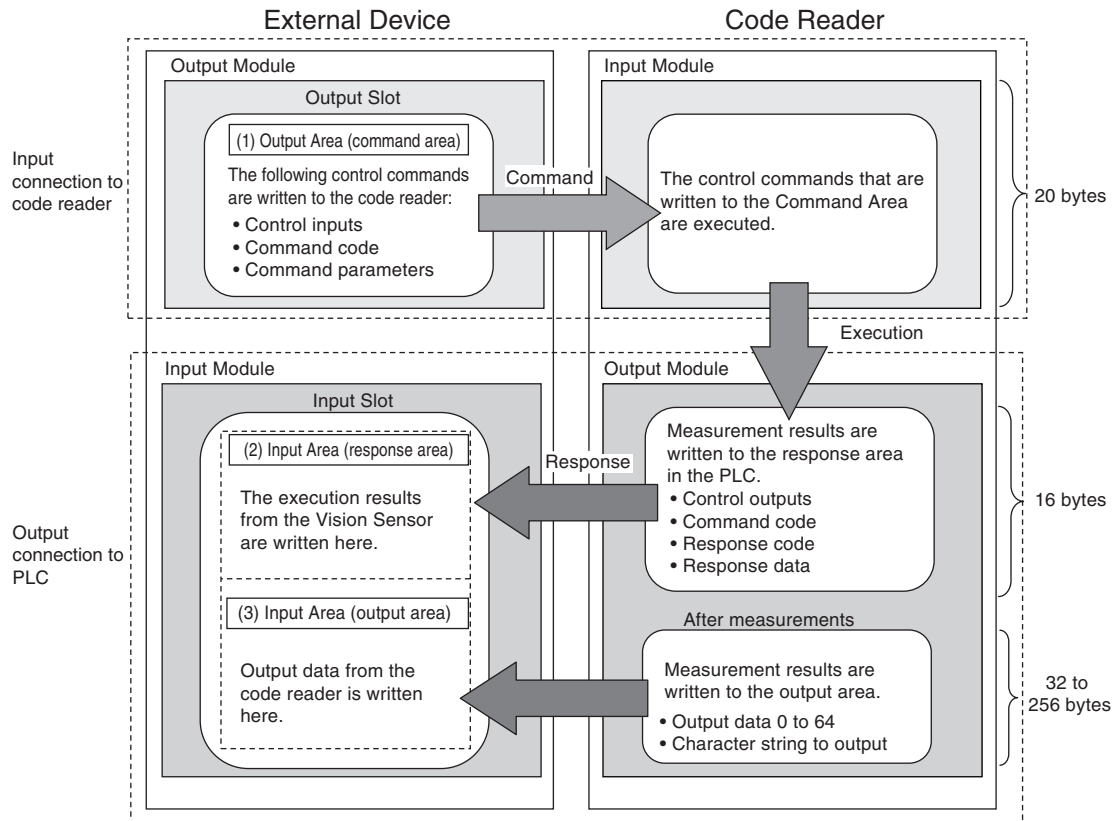 External Device
Code Reader
Output Module
Output Slot
(1) Output Area (command area)
The following control commands
are written to the code reader:
• Control inputs
• Command code
• Command parameters
Input
connection to
code reader
Command
Input Module
The control commands that are
written to the Command Area
are executed.
20 bytes
Execution
Input Module
Input Slot
(2) Input Area (response area)
The execution results
from the Vision Sensor
are written here.
Output
connection to
PLC
(3) Input Area (output area)
Output data from the
code reader is written
here.
Response
Output Module
Measurement results are
written to the response area
in the PLC.
• Control outputs
• Command code
• Response code
• Response data
16 bytes
After measurements
Measurement results are
written to the output area.
• Output data 0 to 64
• Character string to output
32 to
256 bytes